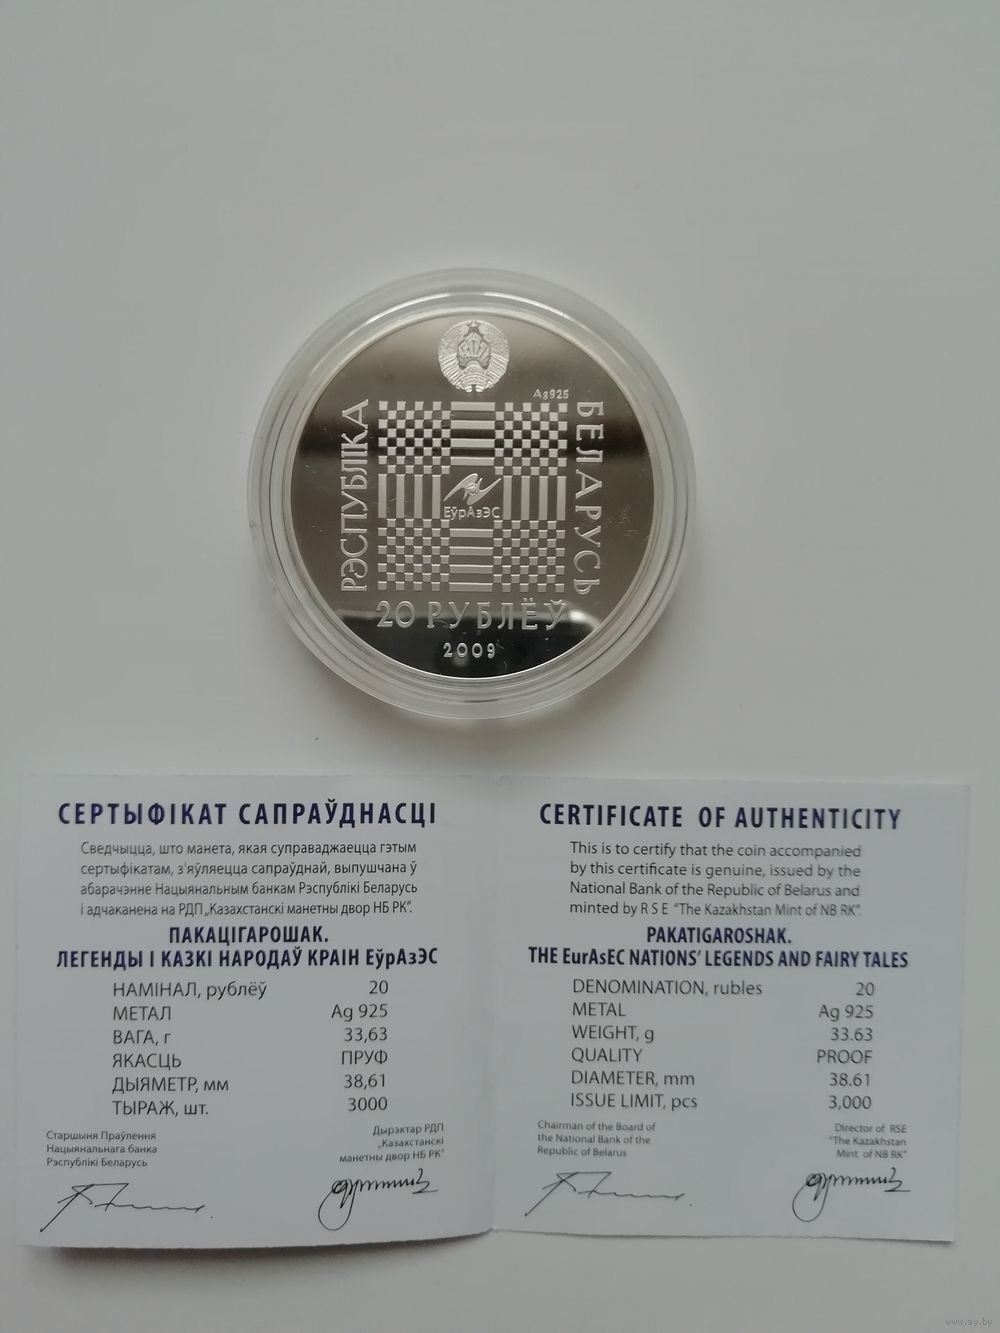 Ag925
РЭСПУБЛІКА
БЕЛАРУСЬ
ЕўрАзЭС
20 РУБЛЁЎ
2009
СЕРТЫФІКАТ САПРАЎДНАСЦІ
Сведчыцца, што манета, якая суправаджаецца гэтым
сертыфікатам, з'яўляецца сапраўднай, выпушчана ў
абарачэнне Нацыянальным банкам Рэспублікі Беларусь
і адчаканена на РДП „Казахстанскі манетны двор НБ РК”.
ПАКАЦІГАРОШАК.
ЛЕГЕНДЫ І КАЗКІ НАРОДАЎ КРАІН ЕўрАзЭС
НАМІНАЛ, рублёў 20
МЕТАЛ Ag 925
ВАГА, г 33,63
ЯКАСЦЬ ПРУФ
ДЫЯМЕТР, мм 38,61
ТЫРАЖ, шт. 3000
Старшыня Праўлення
Нацыянальнага банка
Рэспублікі Беларусь
Дырэктар РДП
„Казахстанскі
манетны двор НБ РК”
CERTIFICATE OF AUTHENTICITY
This is to certify that the coin accompanied
by this certificate is genuine, issued by the
National Bank of the Republic of Belarus and
minted by R S E “The Kazakhstan Mint of NB RK”.
PAKATIGAROSHAK.
THE EurAsEC NATIONS’ LEGENDS AND FAIRY TALES
DENOMINATION, rubles 20
METAL Ag 925
WEIGHT, g 33.63
QUALITY PROOF
DIAMETER, mm 38.61
ISSUE LIMIT, pcs 3,000
Chairman of the Board of
the National Bank of the
Republic of Belarus
Director of RSE
“The Kazakhstan
Mint of NB RK”
www.ay.by